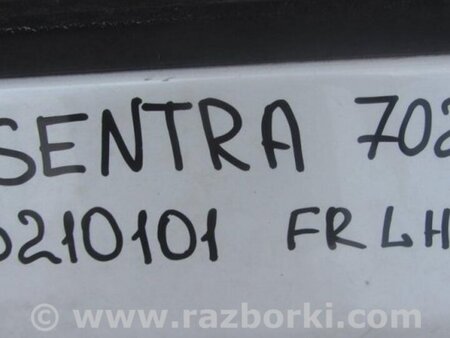 SENTRA 702
210101 FR LH
© www.razborki.com